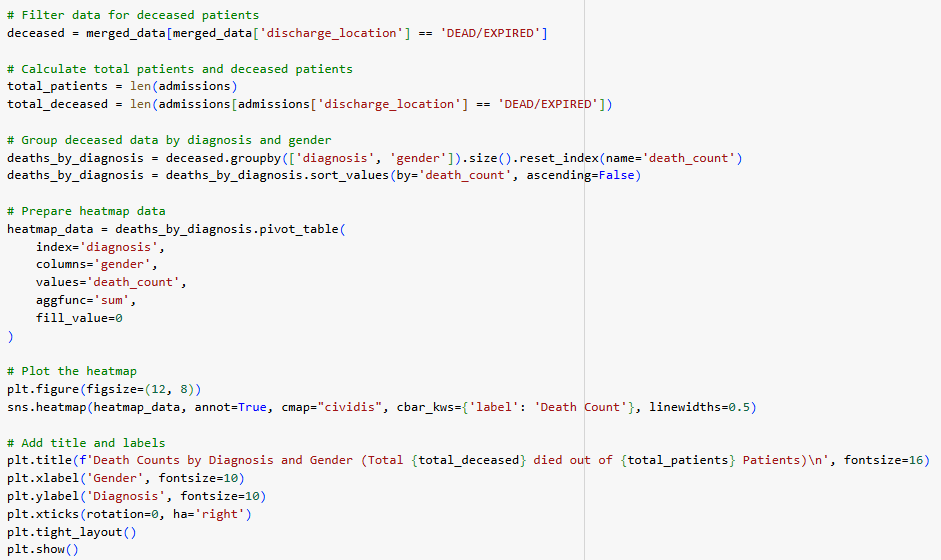 # Filter data for deceased patients
deceased = merged_data[merged_data['discharge_location'] == 'DEAD/EXPIRED']

# Calculate total patients and deceased patients
total_patients = len(admissions)
total_deceased = len(admissions[admissions['discharge_location'] == 'DEAD/EXPIRED'])

# Group deceased data by diagnosis and gender
deaths_by_diagnosis = deceased.groupby(['diagnosis', 'gender']).size().reset_index(name='death_count')
deaths_by_diagnosis = deaths_by_diagnosis.sort_values(by='death_count', ascending=False)

# Prepare heatmap data
heatmap_data = deaths_by_diagnosis.pivot_table(
    index='diagnosis',
    columns='gender',
    values='death_count',
    aggfunc='sum',
    fill_value=0
)

# Plot the heatmap
plt.figure(figsize=(12, 8))
sns.heatmap(heatmap_data, annot=True, cmap="cividis", cbar_kws={'label': 'Death Count'}, linewidths=0.5)

# Add title and labels
plt.title(f'Death Counts by Diagnosis and Gender (Total {total_deceased} died out of {total_patients} Patients)\n', fontsize=16)
plt.xlabel('Gender', fontsize=10)
plt.ylabel('Diagnosis', fontsize=10)
plt.xticks(rotation=0, ha='right')
plt.tight_layout()
plt.show()